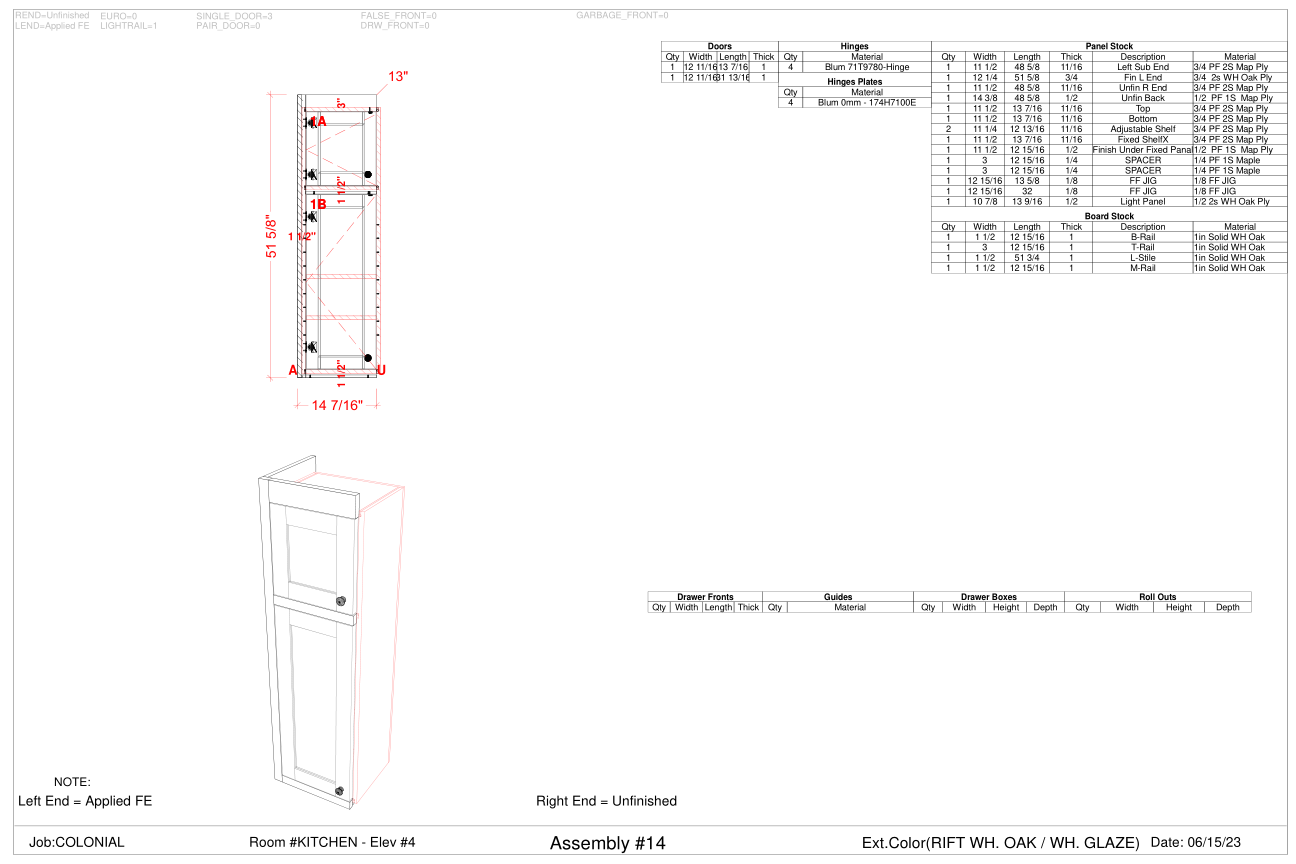 REND=Unfinished EURO=0 SINGLE_DOOR=3 FALSE_FRONT=0 GARBAGE_FRONT=0
LEND=Applied FE LIGHTRAIL=1 PAIR_DOOR=0 DRW_FRONT=0
13"
3"
1A
1 1/2"
1B
1 1/2"
51 5/8"
1 1/2"
A U
14 7/16"
Doors
Qty Width Length Thick
1 12 11/16 13 7/16 1
1 12 11/16 31 13/16 1
Hinges
Qty Material
4 Blum 71T9780-Hinge
Hinges Plates
Qty Material
4 Blum 0mm - 174H7100E
Panel Stock
Qty Width Length Thick Description Material
1 11 1/2 48 5/8 11/16 Left Sub End 3/4 PF 2S Map Ply
1 12 1/4 51 5/8 3/4 Fin L End 3/4 2s WH Oak Ply
1 11 1/2 48 5/8 11/16 Unfin R End 3/4 PF 2S Map Ply
1 14 3/8 48 5/8 1/2 Unfin Back 1/2 PF 1S Map Ply
1 11 1/2 13 7/16 11/16 Top 3/4 PF 2S Map Ply
1 11 1/2 13 7/16 11/16 Bottom 3/4 PF 2S Map Ply
2 11 1/4 12 13/16 11/16 Adjustable Shelf 3/4 PF 2S Map Ply
1 11 1/2 13 7/16 11/16 Fixed ShelfX 3/4 PF 2S Map Ply
1 11 1/2 12 15/16 1/2 Finish Under Fixed Panal 1/2 PF 1S Map Ply
1 3 12 15/16 1/4 SPACER 1/4 PF 1S Maple
1 3 12 15/16 1/4 SPACER 1/4 PF 1S Maple
1 12 15/16 13 5/8 1/8 FF JIG 1/8 FF JIG
1 12 15/16 32 1/8 FF JIG 1/8 FF JIG
1 10 7/8 13 9/16 1/2 Light Panel 1/2 2s WH Oak Ply
Board Stock
Qty Width Length Thick Description Material
1 1 1/2 12 15/16 1 B-Rail 1in Solid WH Oak
1 3 12 15/16 1 T-Rail 1in Solid WH Oak
1 1 1/2 51 3/4 1 L-Stile 1in Solid WH Oak
1 1 1/2 12 15/16 1 M-Rail 1in Solid WH Oak
Drawer Fronts Guides Drawer Boxes Roll Outs
Qty Width Length Thick Qty Material Qty Width Height Depth Qty Width Height Depth
NOTE:
Left End = Applied FE Right End = Unfinished
Job:COLONIAL Room #KITCHEN - Elev #4 Assembly #14 Ext.Color(RIFT WH. OAK / WH. GLAZE) Date: 06/15/23